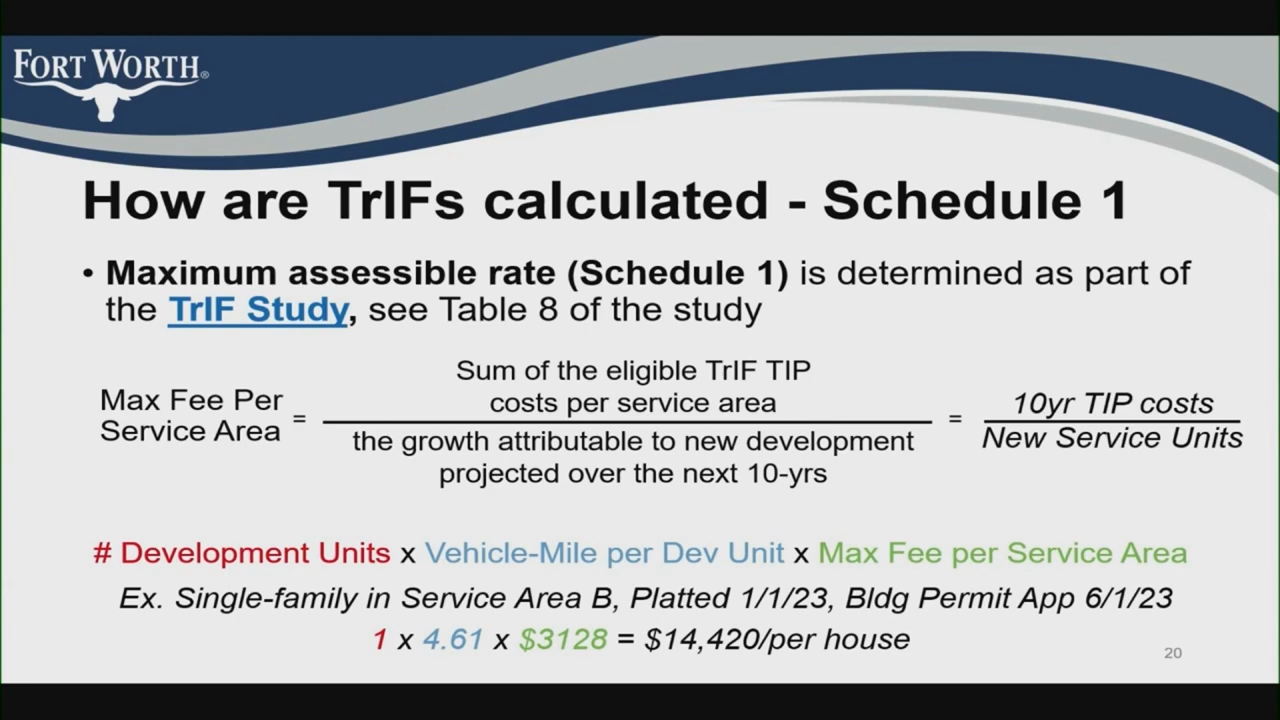 FORT WORTH®
How are TrIFs calculated - Schedule 1
• Maximum assessible rate (Schedule 1) is determined as part of
the TrIF Study, see Table 8 of the study
Max Fee Per
Service Area
=
Sum of the eligible TrIF TIP
costs per service area
the growth attributable to new development
projected over the next 10-yrs
=
10yr TIP costs
New Service Units
# Development Units x Vehicle-Mile per Dev Unit x Max Fee per Service Area
Ex. Single-family in Service Area B, Platted 1/1/23, Bldg Permit App 6/1/23
1 x 4.61 x $3128 = $14,420/per house
20